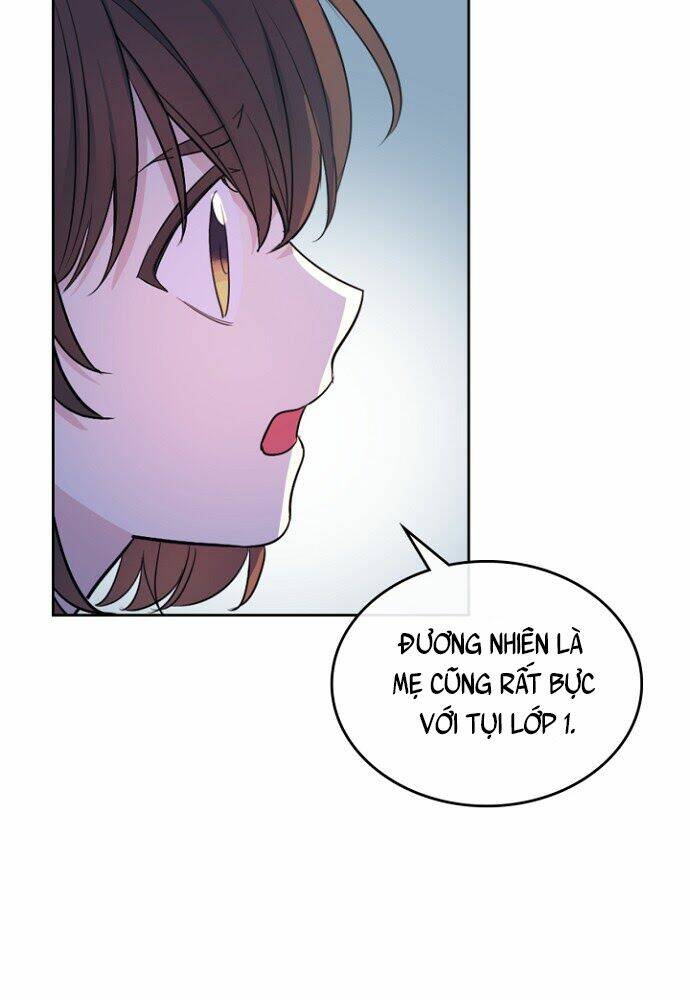 ĐƯƠNG NHIÊN LÀ
MẸ CŨNG RẤT BỰC
VỚI TỤI LỚP 1.